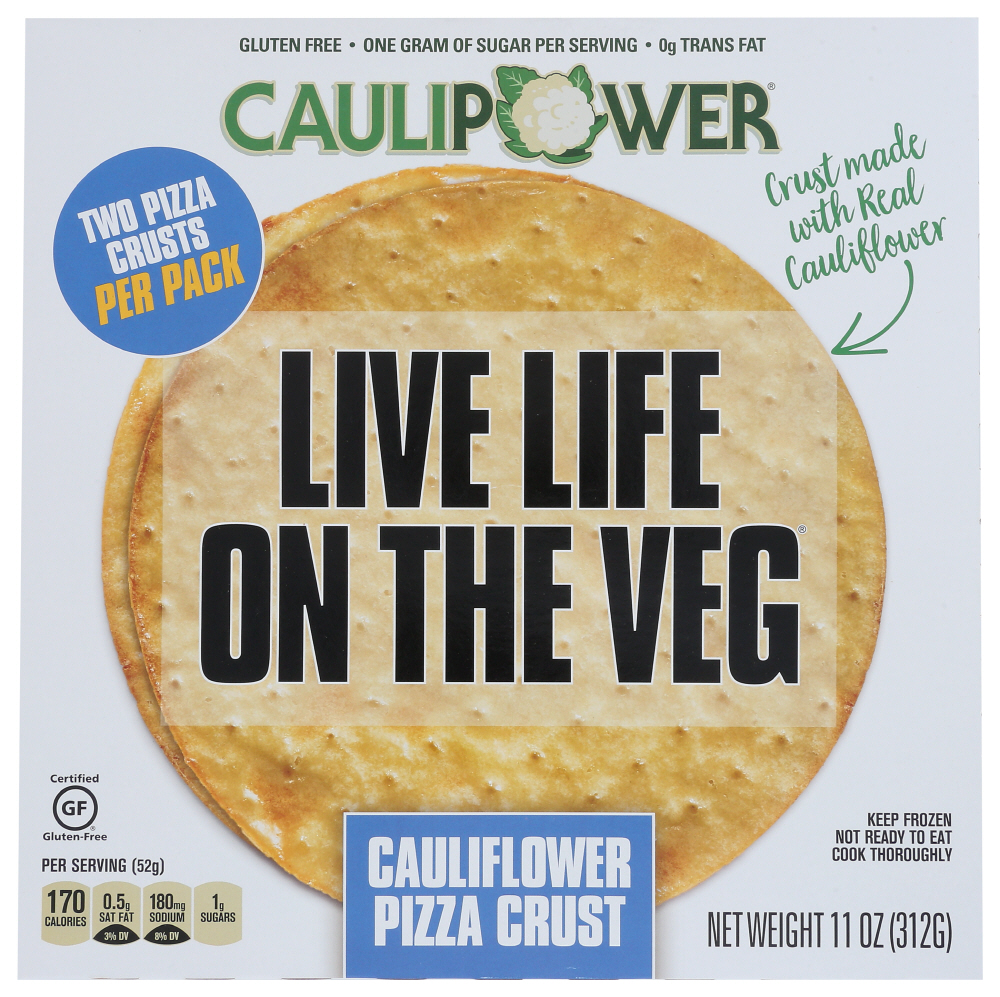 GLUTEN FREE • ONE GRAM OF SUGAR PER SERVING • 0g TRANS FAT
CAULIPOWER®
TWO PIZZA
CRUSTS
PER PACK
Crust made
with Real
Cauliflower
LIVE LIFE
ON THE VEG®
Certified
GF®
Gluten-Free
PER SERVING (52g)
170 CALORIES
0.5g SAT FAT 3% DV
180mg SODIUM 8% DV
1g SUGARS
CAULIFLOWER
PIZZA CRUST
KEEP FROZEN
NOT READY TO EAT
COOK THOROUGHLY
NET WEIGHT 11 OZ (312G)